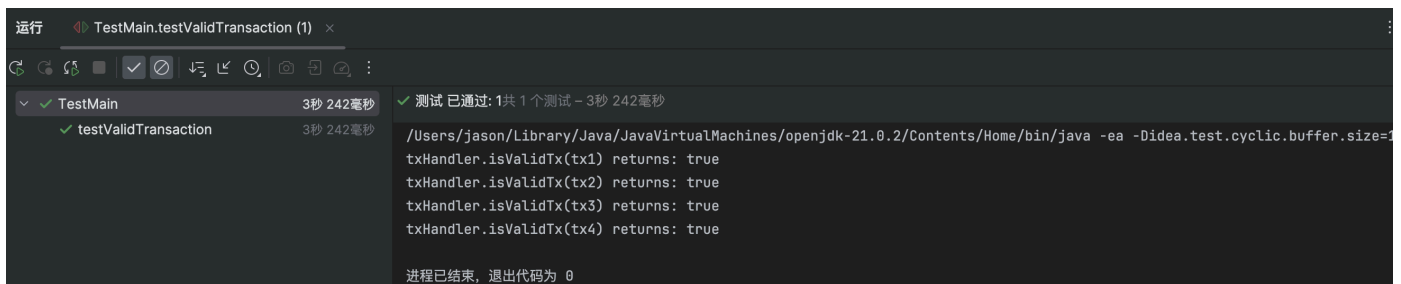 运行 TestMain.testValidTransaction (1)
TestMain 3秒 242毫秒
testValidTransaction 3秒 242毫秒
测试 已通过: 1共 1 个测试 – 3秒 242毫秒
/Users/jason/Library/Java/JavaVirtualMachines/openjdk-21.0.2/Contents/Home/bin/java -ea -Didea.test.cyclic.buffer.size=1
txHandler.isValidTx(tx1) returns: true
txHandler.isValidTx(tx2) returns: true
txHandler.isValidTx(tx3) returns: true
txHandler.isValidTx(tx4) returns: true
进程已结束，退出代码为 0